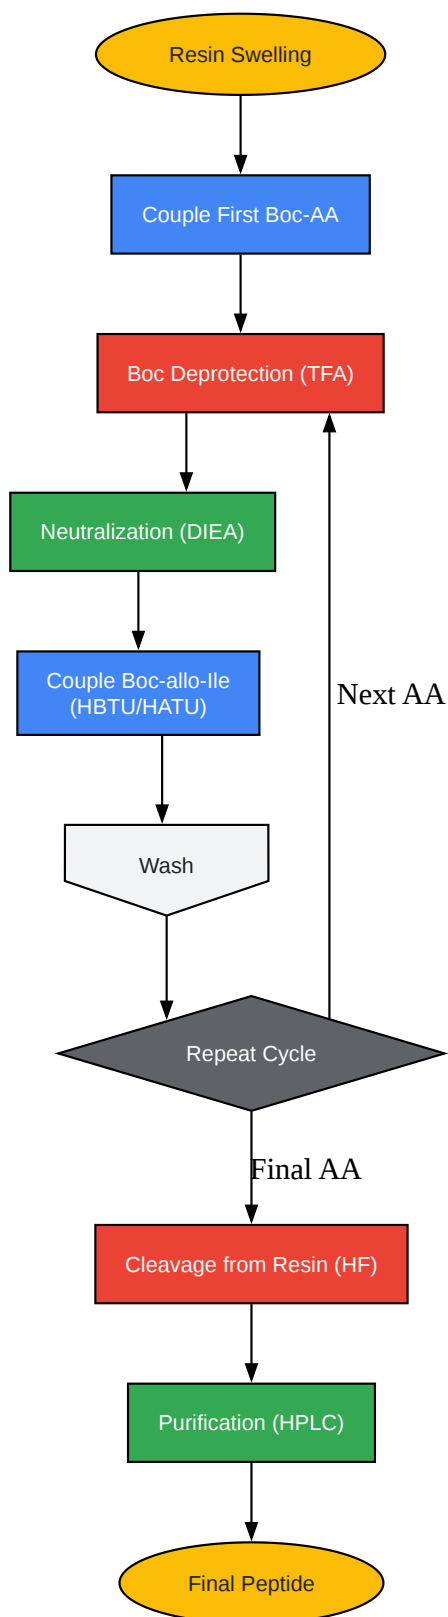 Resin Swelling
Couple First Boc-AA
Boc Deprotection (TFA)
Neutralization (DIEA)
Couple Boc-allo-Ile
(HBTU/HATU)
Next AA
Wash
Repeat Cycle
Final AA
Cleavage from Resin (HF)
Purification (HPLC)
Final Peptide